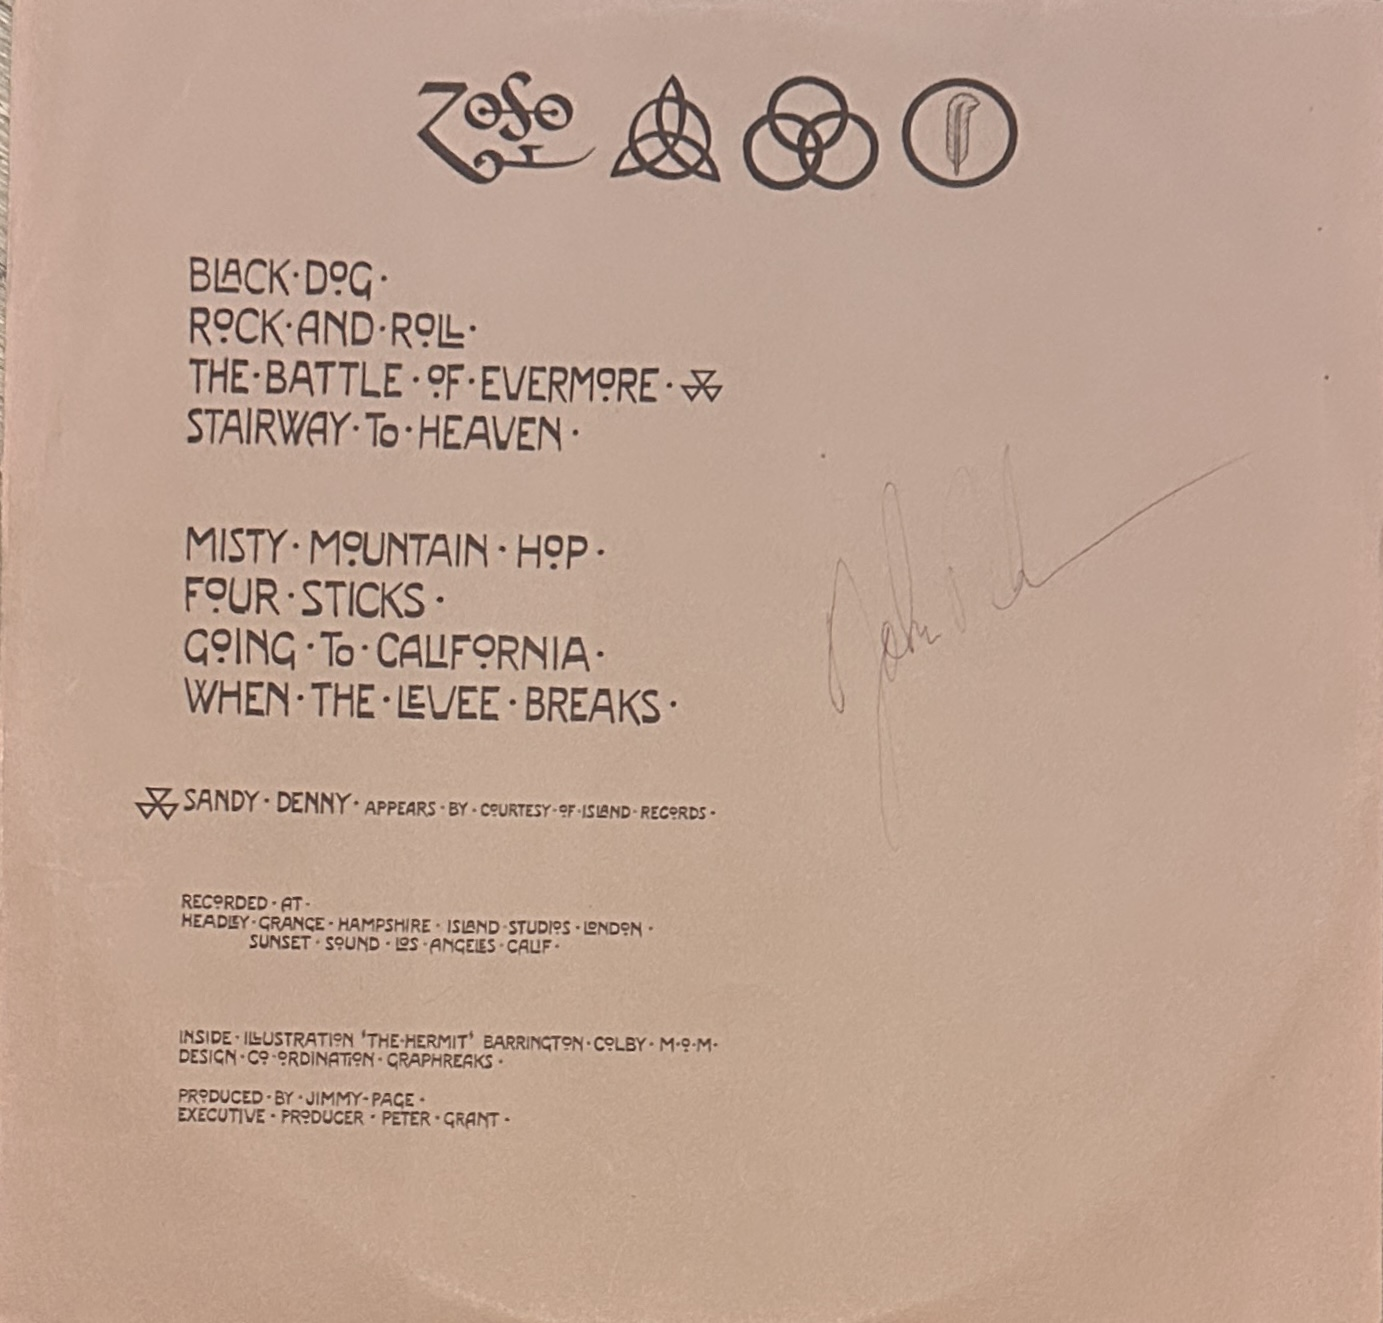 ZOSO
BLACK·DOG·
ROCK·AND·ROLL·
THE·BATTLE·OF·EVERMORE·
STAIRWAY·TO·HEAVEN·
MISTY·MOUNTAIN·HOP·
FOUR·STICKS·
GOING·TO·CALIFORNIA·
WHEN·THE·LEVEE·BREAKS·
John
SANDY·DENNY·APPEARS·BY·COURTESY·OF·ISLAND·RECORDS·
RECORDED·AT·
HEADLEY·GRANGE·HAMPSHIRE·ISLAND·STUDIOS·LONDON·
SUNSET·SOUND·LOS·ANGELES·CALIF·
INSIDE·ILLUSTRATION 'THE·HERMIT' BARRINGTON·COLBY·M·O·M·
DESIGN·CO·ORDINATION·GRAPHREAKS·
PRODUCED·BY·JIMMY·PAGE·
EXECUTIVE·PRODUCER·PETER·GRANT·